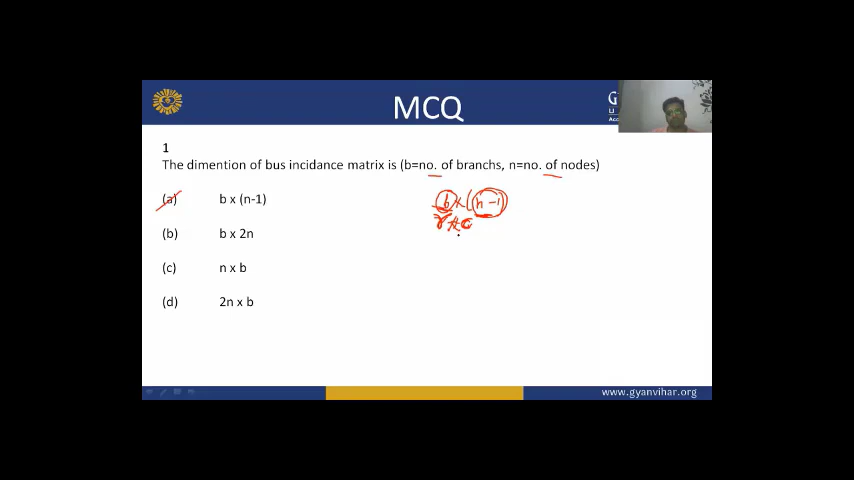 MCQ
G
U
Acc
1
The dimention of bus incidance matrix is (b=no. of branchs, n=no. of nodes)
(a) b x (n-1)
b x (n-1)
r x c
(b) b x 2n
(c) n x b
(d) 2n x b
www.gyanvihar.org